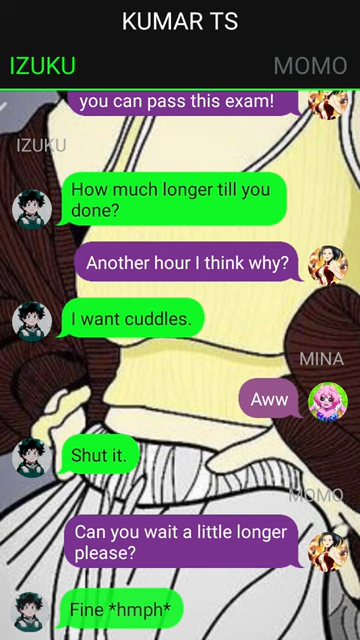 KUMAR TS
IZUKU
MOMO
you can pass this exam!
IZUKU
How much longer till you
done?
Another hour I think why?
I want cuddles.
MINA
Aww
Shut it.
MOMO
Can you wait a little longer
please?
Fine *hmph*